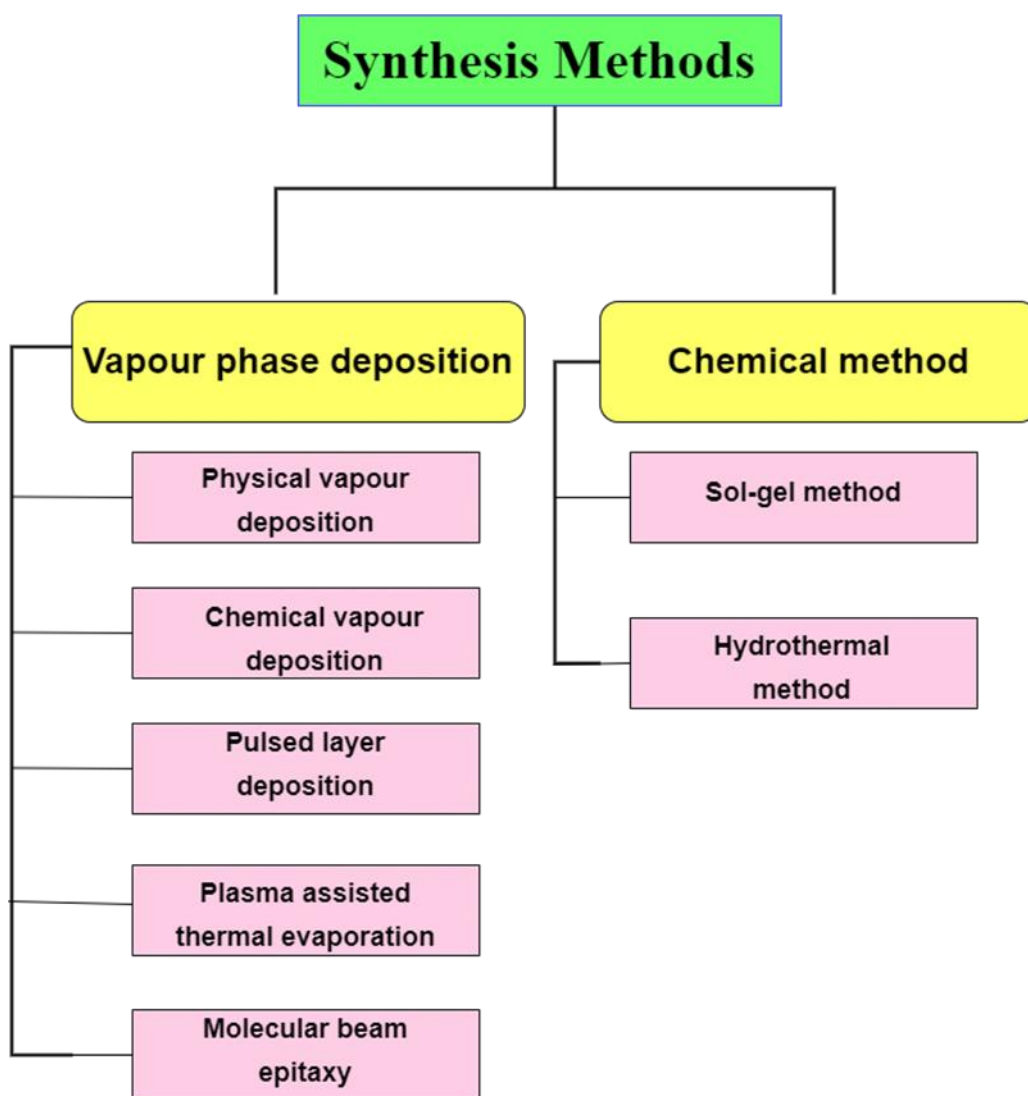 Synthesis Methods
Vapour phase deposition
Physical vapour
deposition
Chemical vapour
deposition
Pulsed layer
deposition
Plasma assisted
thermal evaporation
Molecular beam
epitaxy
Chemical method
Sol-gel method
Hydrothermal
method